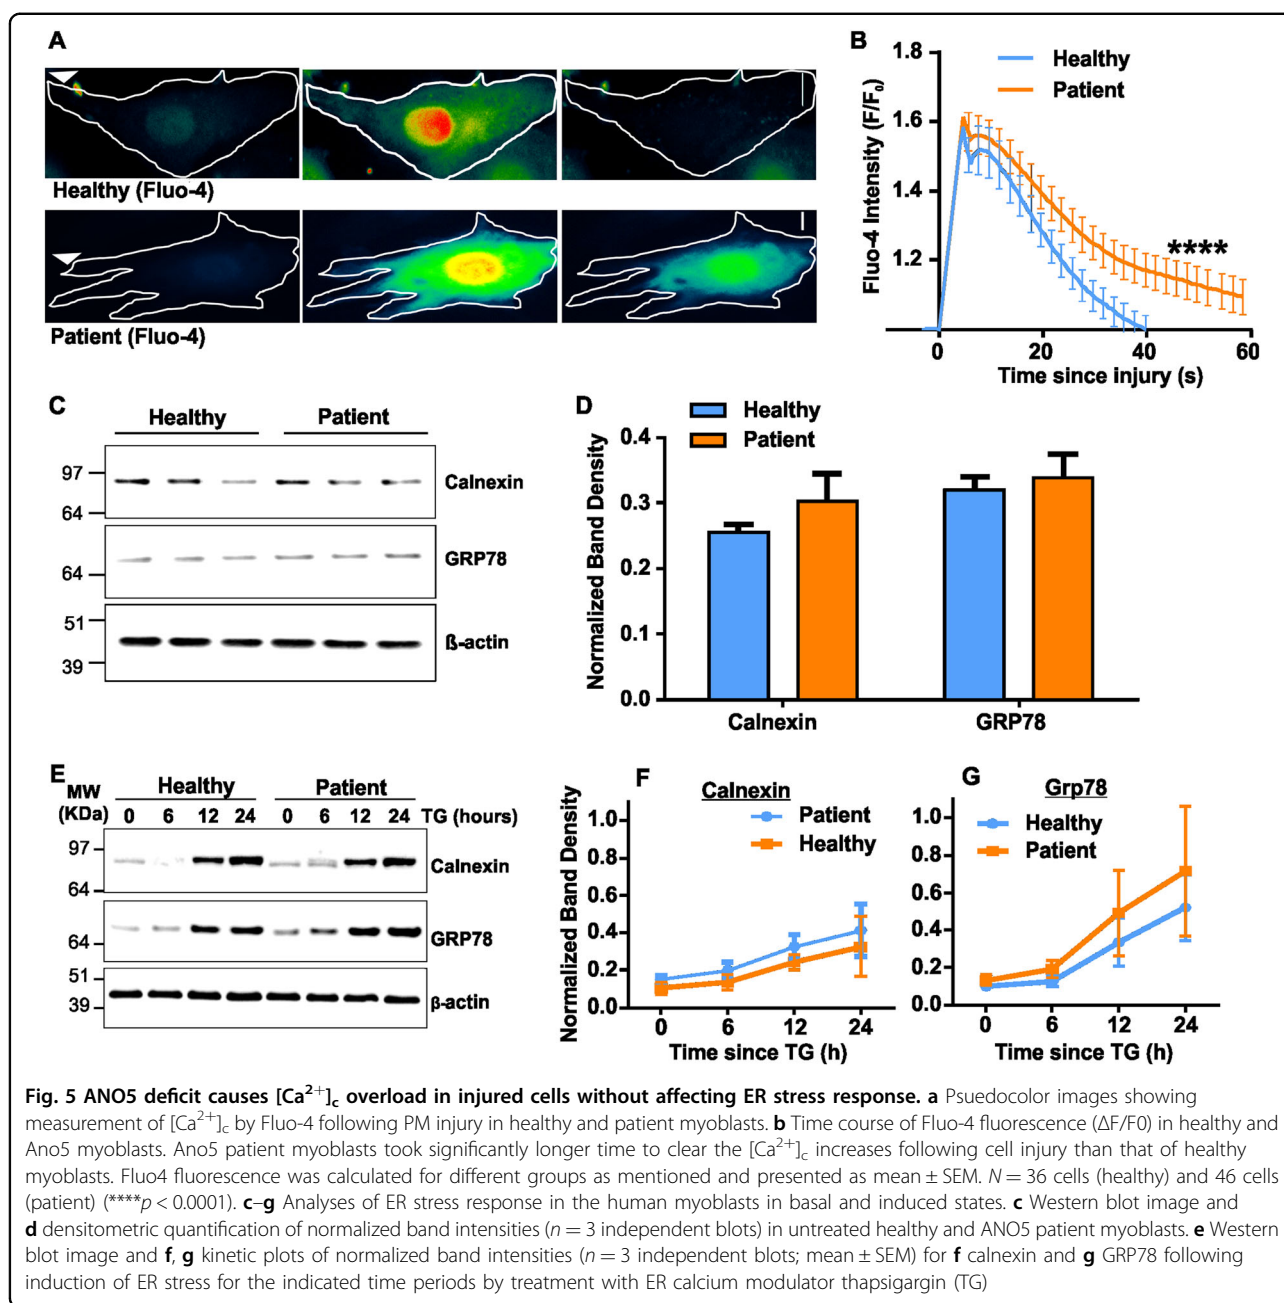 A
Healthy (Fluo-4)
Patient (Fluo-4)
B
Healthy
Patient
Fluo-4 Intensity (F/F₀)
1.8
1.6
1.4
1.2
****
0 20 40 60
Time since injury (s)
C
Healthy Patient
97
64
Calnexin
64
GRP78
51
39
ß-actin
D
Healthy
Patient
Normalized Band Density
0.4
0.3
0.2
0.1
0.0
Calnexin GRP78
E
MW
(KDa)
Healthy Patient
0 6 12 24 0 6 12 24 TG (hours)
97
64
Calnexin
64
GRP78
51
39
β-actin
F
Calnexin
Patient
Healthy
Normalized Band Density
1.0
0.8
0.6
0.4
0.2
0.0
0 6 12 24
Time since TG (h)
G
Grp78
Healthy
Patient
1.0
0.8
0.6
0.4
0.2
0.0
0 6 12 24
Time since TG (h)
Fig. 5 ANO5 deficit causes [Ca²⁺]c overload in injured cells without affecting ER stress response. a Psuedocolor images showing
measurement of [Ca²⁺]c by Fluo-4 following PM injury in healthy and patient myoblasts. b Time course of Fluo-4 fluorescence (ΔF/F0) in healthy and
Ano5 myoblasts. Ano5 patient myoblasts took significantly longer time to clear the [Ca²⁺]c increases following cell injury than that of healthy
myoblasts. Fluo4 fluorescence was calculated for different groups as mentioned and presented as mean ± SEM. N = 36 cells (healthy) and 46 cells
(patient) (****p < 0.0001). c–g Analyses of ER stress response in the human myoblasts in basal and induced states. c Western blot image and
d densitometric quantification of normalized band intensities (n = 3 independent blots) in untreated healthy and ANO5 patient myoblasts. e Western
blot image and f, g kinetic plots of normalized band intensities (n = 3 independent blots; mean ± SEM) for f calnexin and g GRP78 following
induction of ER stress for the indicated time periods by treatment with ER calcium modulator thapsigargin (TG)